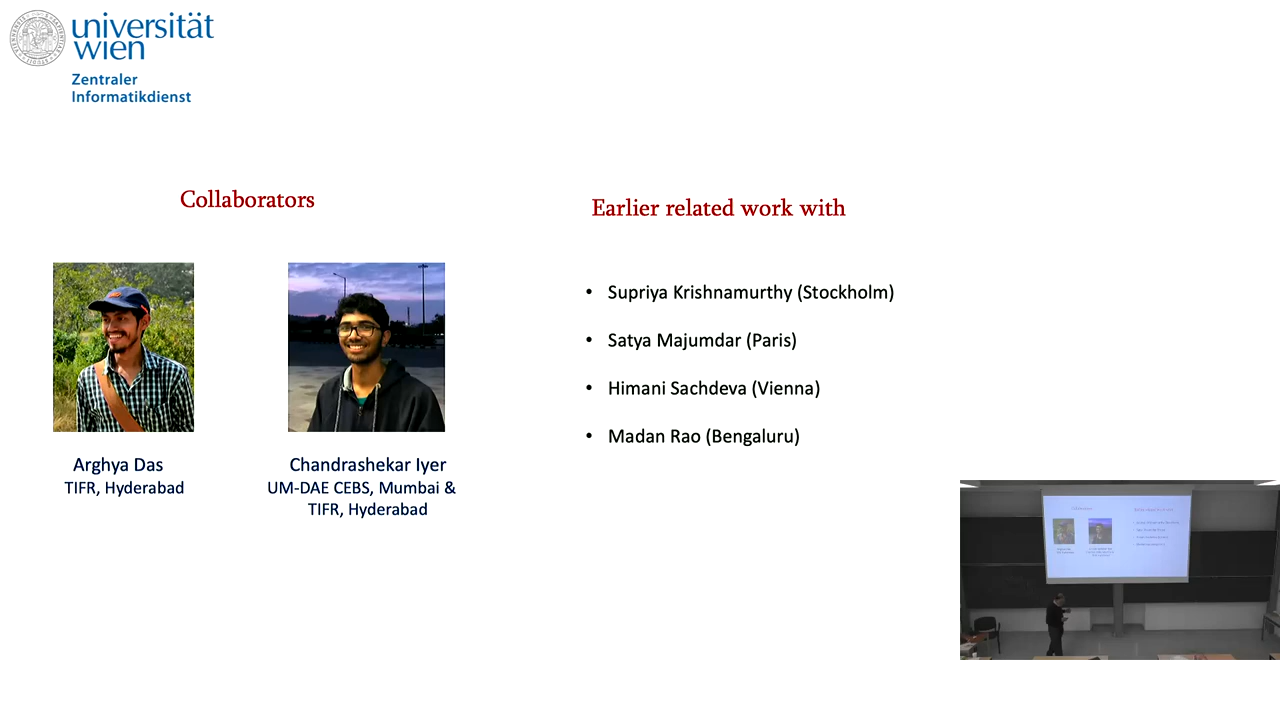 universität
wien
Zentraler
Informatikdienst
Collaborators
Arghya Das
TIFR, Hyderabad
Chandrashekar Iyer
UM-DAE CEBS, Mumbai &
TIFR, Hyderabad
Earlier related work with
• Supriya Krishnamurthy (Stockholm)
• Satya Majumdar (Paris)
• Himani Sachdeva (Vienna)
• Madan Rao (Bengaluru)